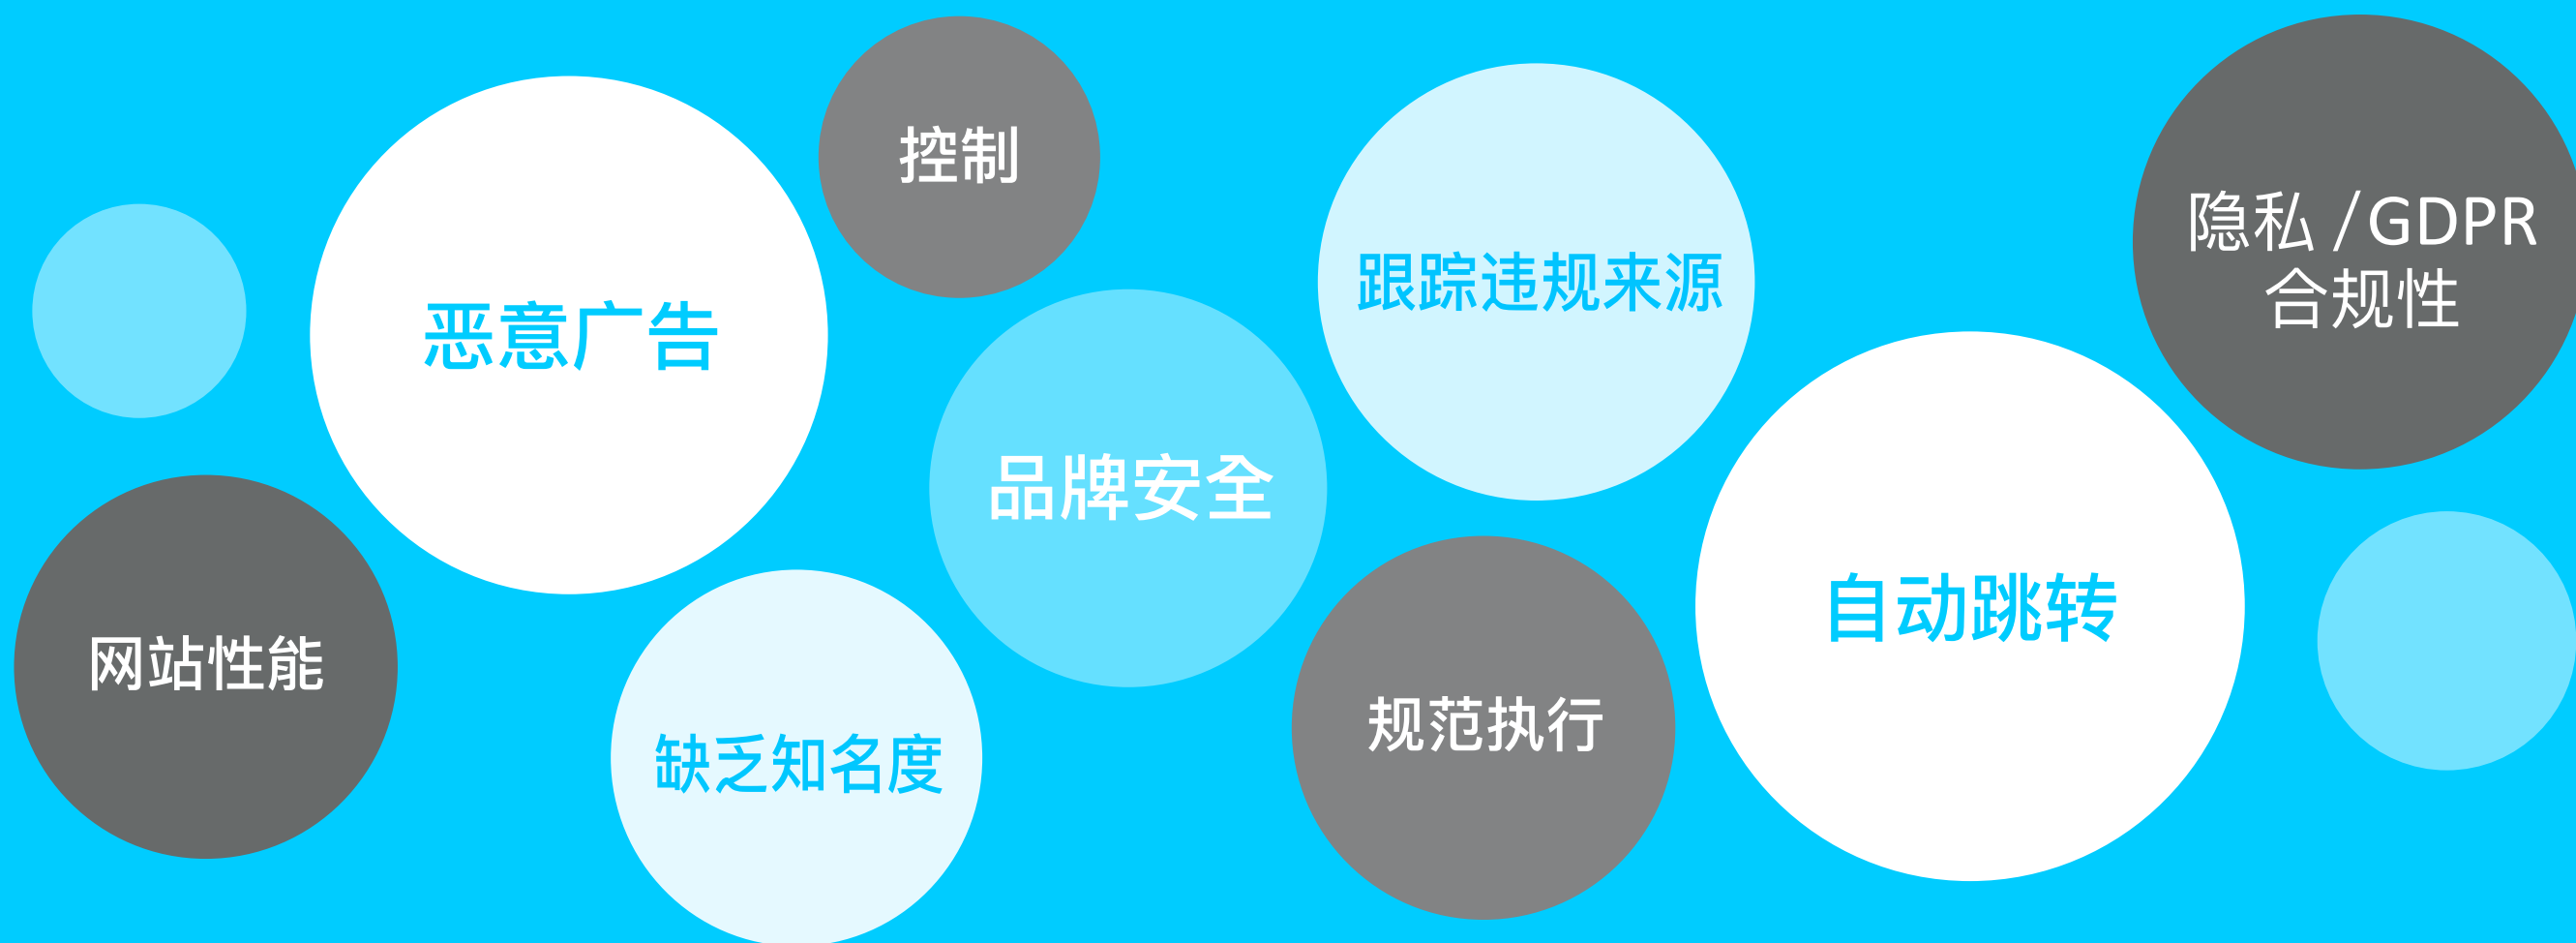 控制
隐私 /GDPR
合规性
跟踪违规来源
恶意广告
品牌安全
自动跳转
网站性能
规范执行
缺乏知名度